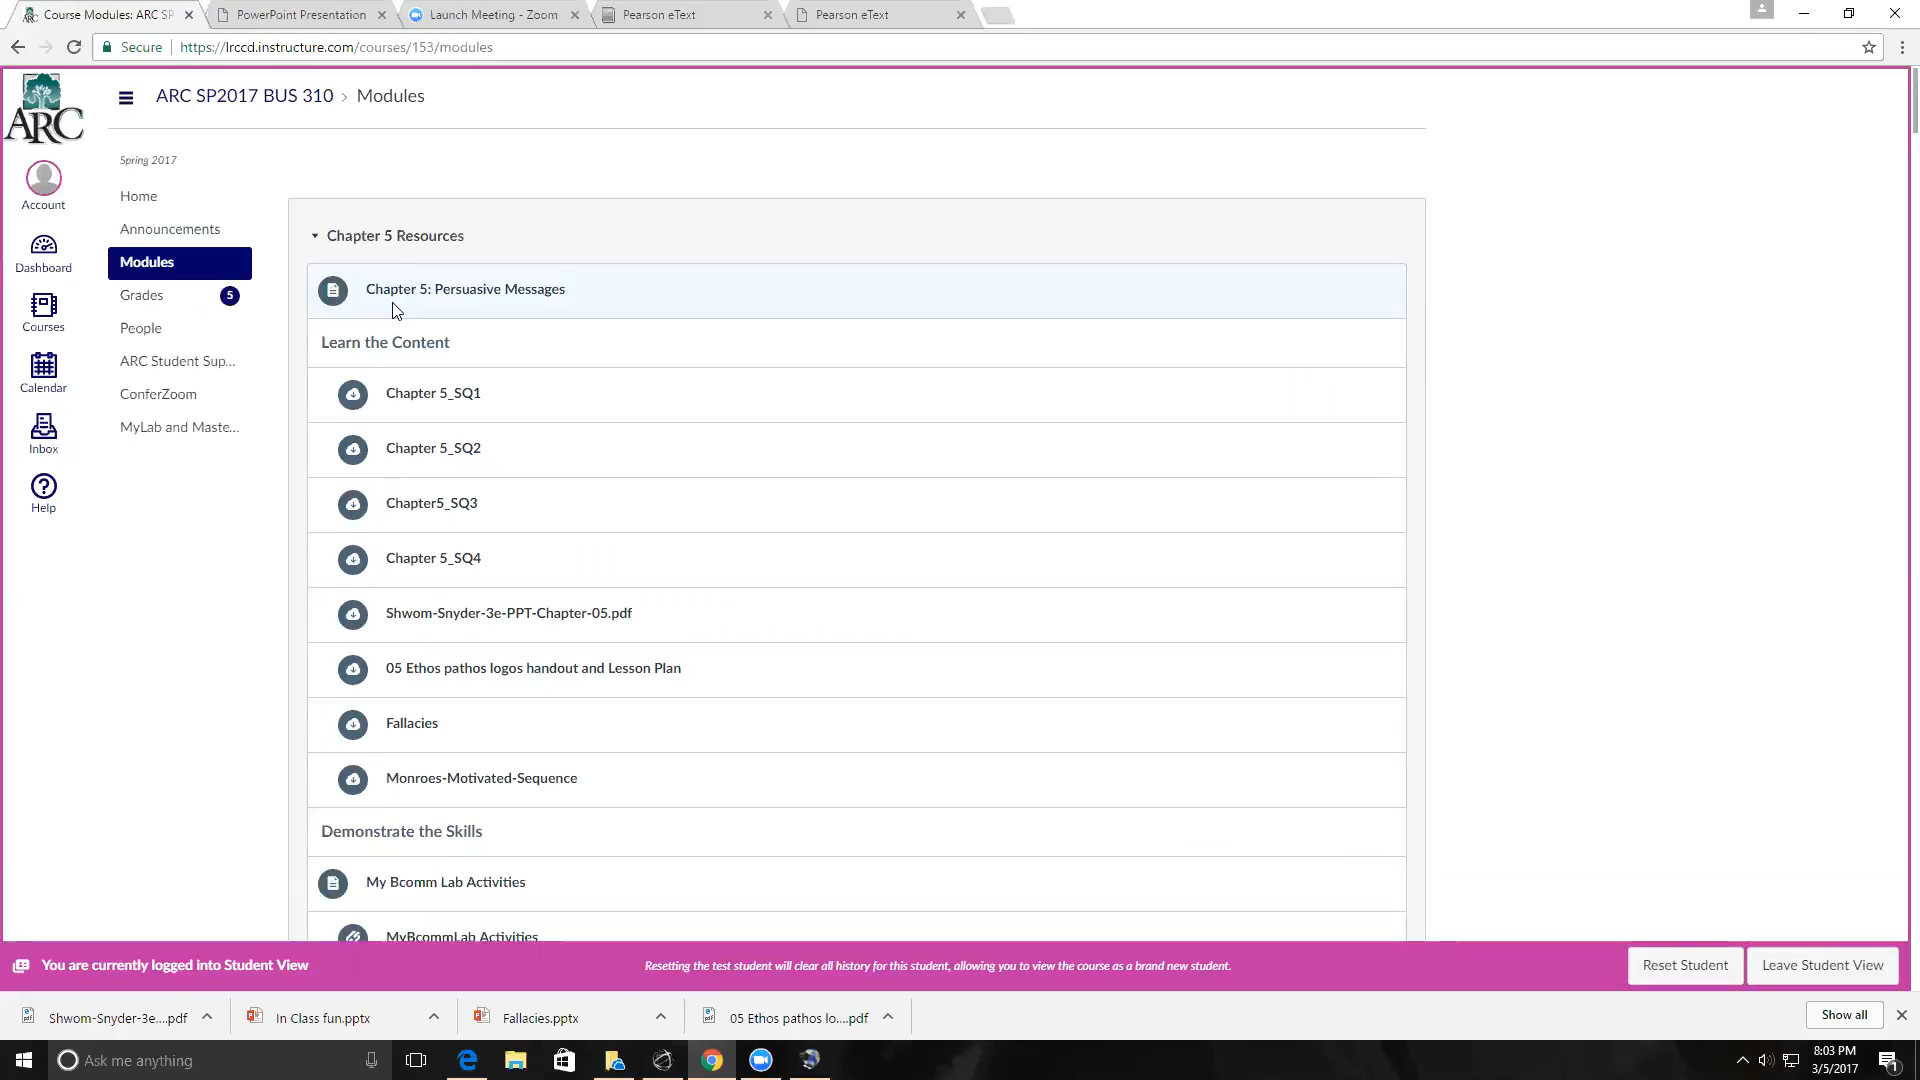 Course Modules: ARC SP
PowerPoint Presentation
Launch Meeting - Zoom
Pearson eText
Pearson eText
Secure
https://lrccd.instructure.com/courses/153/modules
ARC
ARC SP2017 BUS 310 › Modules
Account
Dashboard
Courses
Calendar
Inbox
Help
Spring 2017
Home
Announcements
Modules
Grades 5
People
ARC Student Sup...
ConferZoom
MyLab and Maste...
Chapter 5 Resources
Chapter 5: Persuasive Messages
Learn the Content
Chapter 5_SQ1
Chapter 5_SQ2
Chapter5_SQ3
Chapter 5_SQ4
Shwom-Snyder-3e-PPT-Chapter-05.pdf
05 Ethos pathos logos handout and Lesson Plan
Fallacies
Monroes-Motivated-Sequence
Demonstrate the Skills
My Bcomm Lab Activities
MyBcommLab Activities
You are currently logged into Student View
Resetting the test student will clear all history for this student, allowing you to view the course as a brand new student.
Reset Student
Leave Student View
Shwom-Snyder-3e....pdf
In Class fun.pptx
Fallacies.pptx
05 Ethos pathos lo....pdf
Show all
Ask me anything
8:03 PM
3/5/2017
1